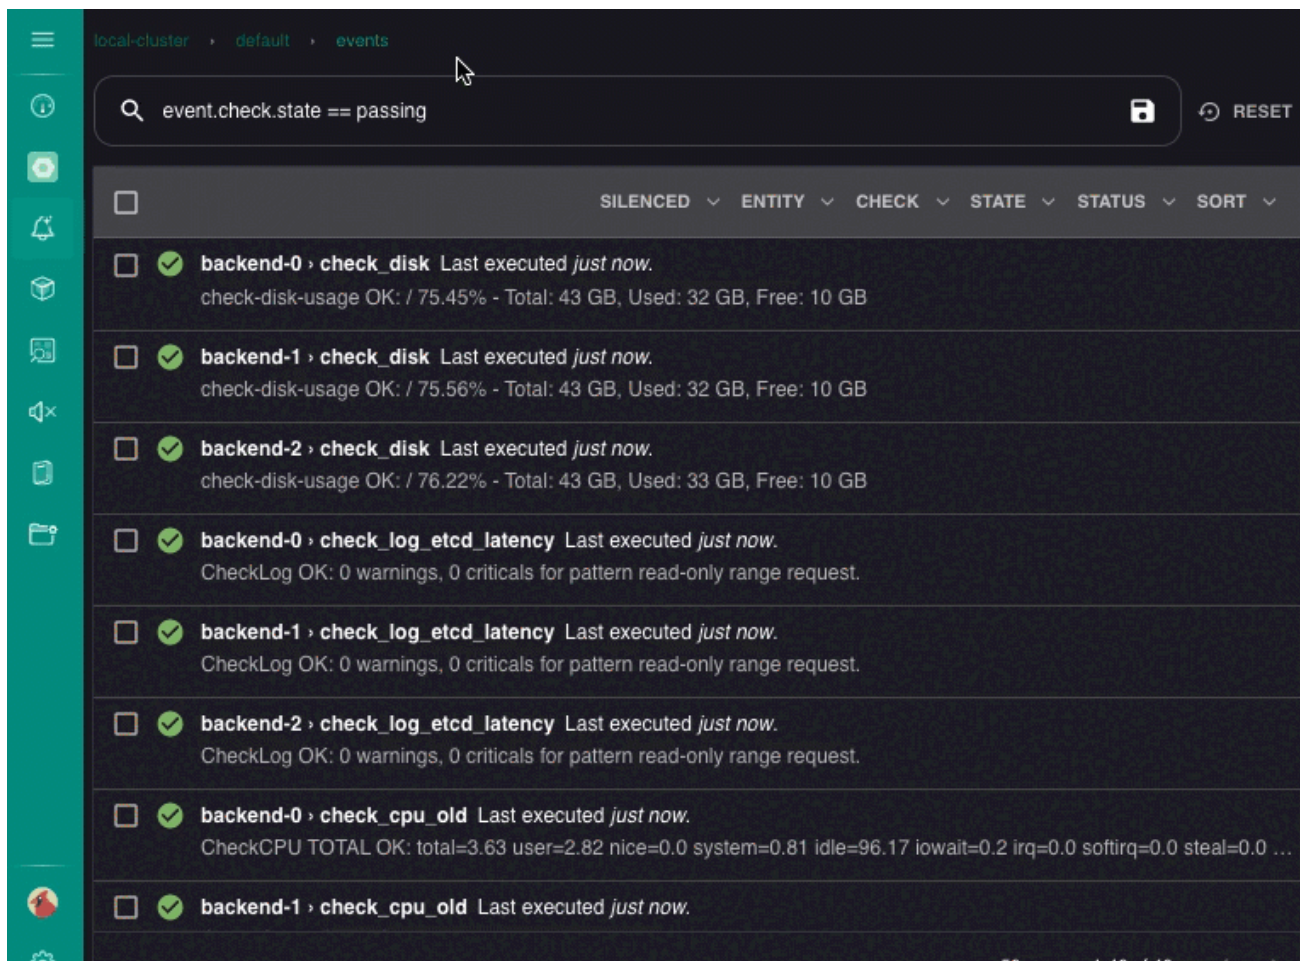 local-cluster › default › events
event.check.state == passing RESET
SILENCED ENTITY CHECK STATE STATUS SORT
backend-0 › check_disk Last executed just now.
check-disk-usage OK: / 75.45% - Total: 43 GB, Used: 32 GB, Free: 10 GB
backend-1 › check_disk Last executed just now.
check-disk-usage OK: / 75.56% - Total: 43 GB, Used: 32 GB, Free: 10 GB
backend-2 › check_disk Last executed just now.
check-disk-usage OK: / 76.22% - Total: 43 GB, Used: 33 GB, Free: 10 GB
backend-0 › check_log_etcd_latency Last executed just now.
CheckLog OK: 0 warnings, 0 criticals for pattern read-only range request.
backend-1 › check_log_etcd_latency Last executed just now.
CheckLog OK: 0 warnings, 0 criticals for pattern read-only range request.
backend-2 › check_log_etcd_latency Last executed just now.
CheckLog OK: 0 warnings, 0 criticals for pattern read-only range request.
backend-0 › check_cpu_old Last executed just now.
CheckCPU TOTAL OK: total=3.63 user=2.82 nice=0.0 system=0.81 idle=96.17 iowait=0.2 irq=0.0 softirq=0.0 steal=0.0 …
backend-1 › check_cpu_old Last executed just now.